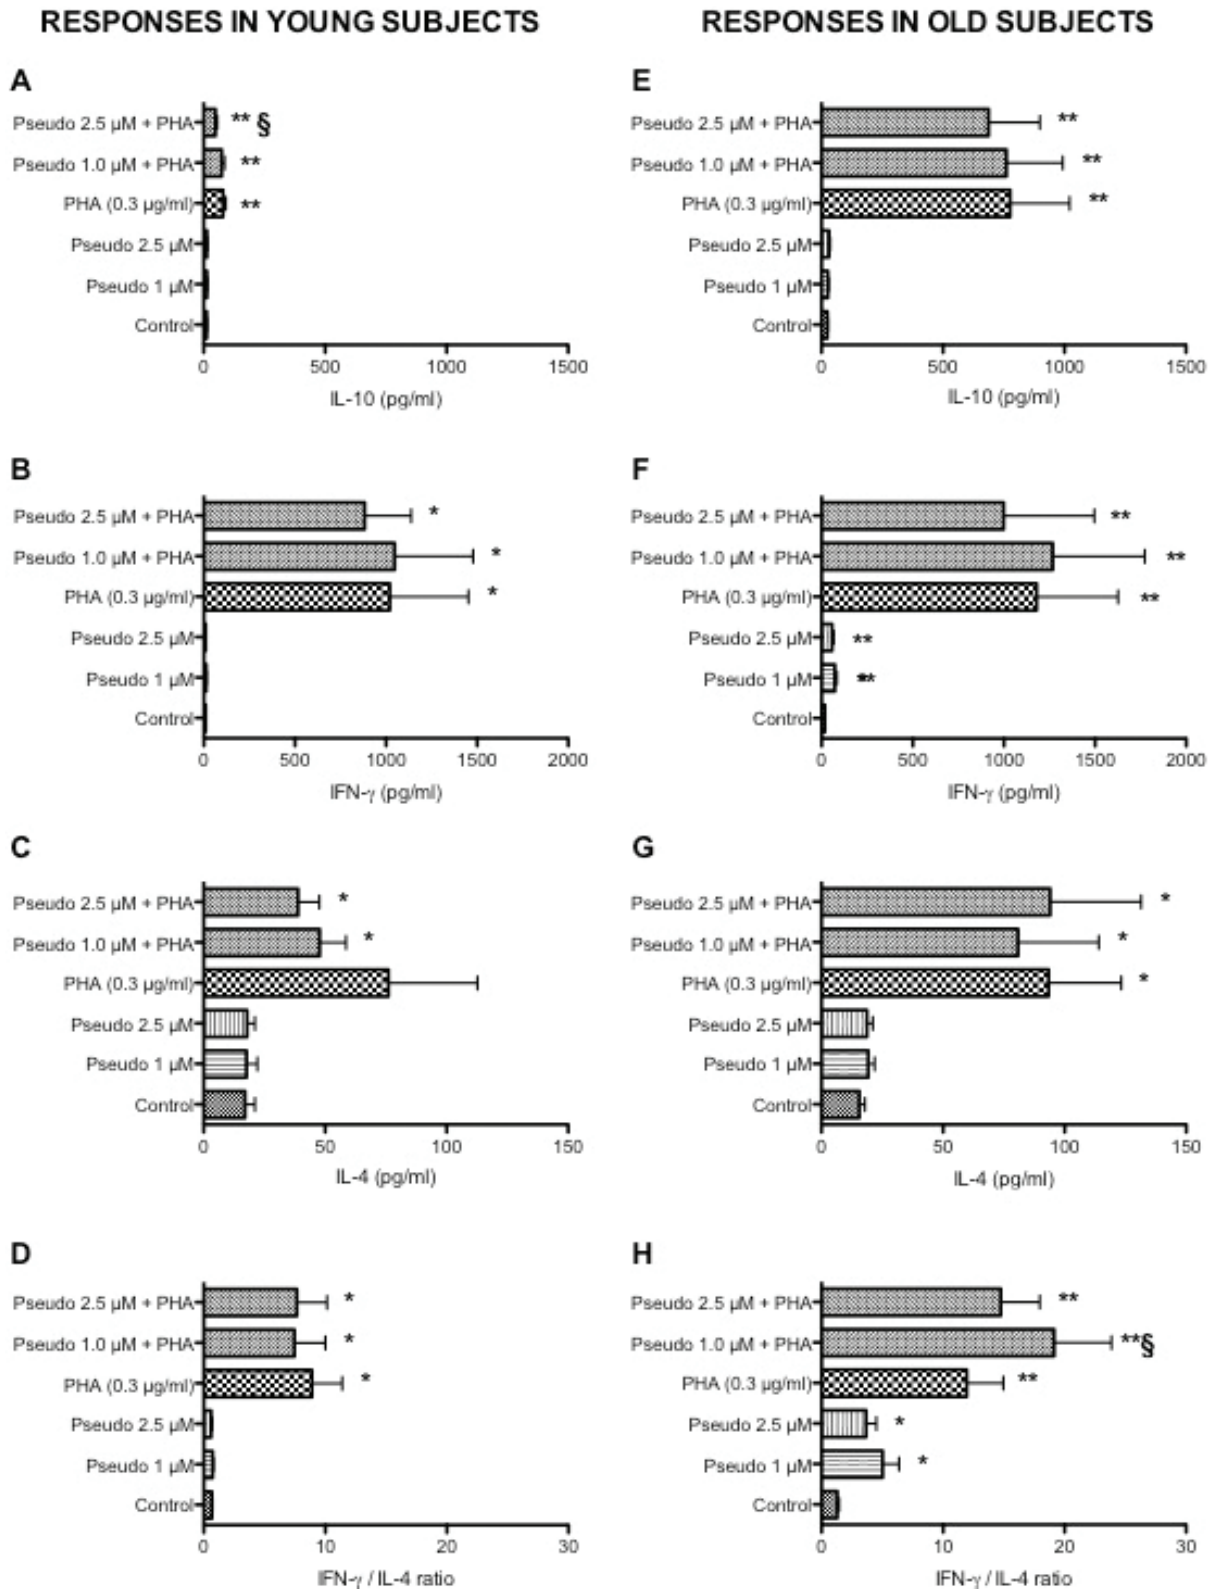 RESPONSES IN YOUNG SUBJECTS
RESPONSES IN OLD SUBJECTS
A
Pseudo 2.5 µM + PHA ** §
Pseudo 1.0 µM + PHA **
PHA (0.3 µg/ml) **
Pseudo 2.5 µM
Pseudo 1 µM
Control
0 500 1000 1500
IL-10 (pg/ml)
E
Pseudo 2.5 µM + PHA **
Pseudo 1.0 µM + PHA **
PHA (0.3 µg/ml) **
Pseudo 2.5 µM
Pseudo 1 µM
Control
0 500 1000 1500
IL-10 (pg/ml)
B
Pseudo 2.5 µM + PHA *
Pseudo 1.0 µM + PHA *
PHA (0.3 µg/ml) *
Pseudo 2.5 µM
Pseudo 1 µM
Control
0 500 1000 1500 2000
IFN-γ (pg/ml)
F
Pseudo 2.5 µM + PHA **
Pseudo 1.0 µM + PHA **
PHA (0.3 µg/ml) **
Pseudo 2.5 µM **
Pseudo 1 µM **
Control
0 500 1000 1500 2000
IFN-γ (pg/ml)
C
Pseudo 2.5 µM + PHA *
Pseudo 1.0 µM + PHA *
PHA (0.3 µg/ml)
Pseudo 2.5 µM
Pseudo 1 µM
Control
0 50 100 150
IL-4 (pg/ml)
G
Pseudo 2.5 µM + PHA *
Pseudo 1.0 µM + PHA *
PHA (0.3 µg/ml) *
Pseudo 2.5 µM
Pseudo 1 µM
Control
0 50 100 150
IL-4 (pg/ml)
D
Pseudo 2.5 µM + PHA *
Pseudo 1.0 µM + PHA *
PHA (0.3 µg/ml) *
Pseudo 2.5 µM
Pseudo 1 µM
Control
0 10 20 30
IFN-γ / IL-4 ratio
H
Pseudo 2.5 µM + PHA **
Pseudo 1.0 µM + PHA **§
PHA (0.3 µg/ml) **
Pseudo 2.5 µM *
Pseudo 1 µM *
Control
0 10 20 30
IFN-γ / IL-4 ratio